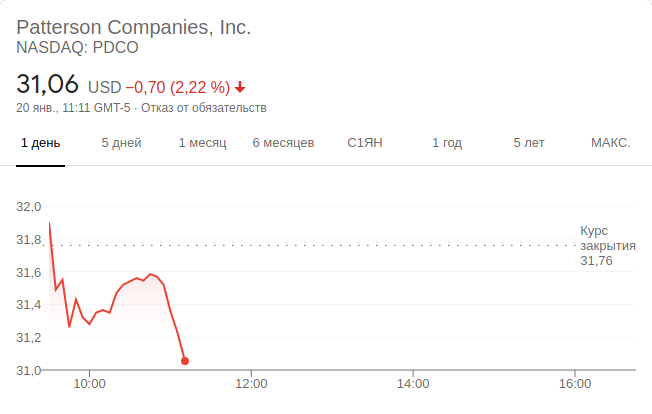 Patterson Companies, Inc.
NASDAQ: PDCO
31,06 USD −0,70 (2,22 %)
20 янв., 11:11 GMT-5 · Отказ от обязательств
1 день 5 дней 1 месяц 6 месяцев С1ЯН 1 год 5 лет МАКС.
32,0
31,8
31,6
31,4
31,2
31,0
Курс
закрытия
31,76
10:00 12:00 14:00 16:00